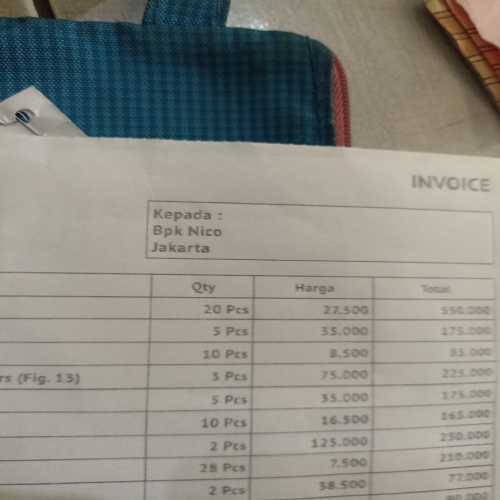 INVOICE
Kepada :
Bpk Nico
Jakarta
Qty Harga Total
20 Pcs 27.500 550.000
5 Pcs 35.000 175.000
10 Pcs 8.500 85.000
rs (Fig. 13) 3 Pcs 75.000 225.000
5 Pcs 35.000 175.000
10 Pcs 16.500 165.000
2 Pcs 125.000 250.000
28 Pcs 7.500 210.000
2 Pcs 38.500 77.000